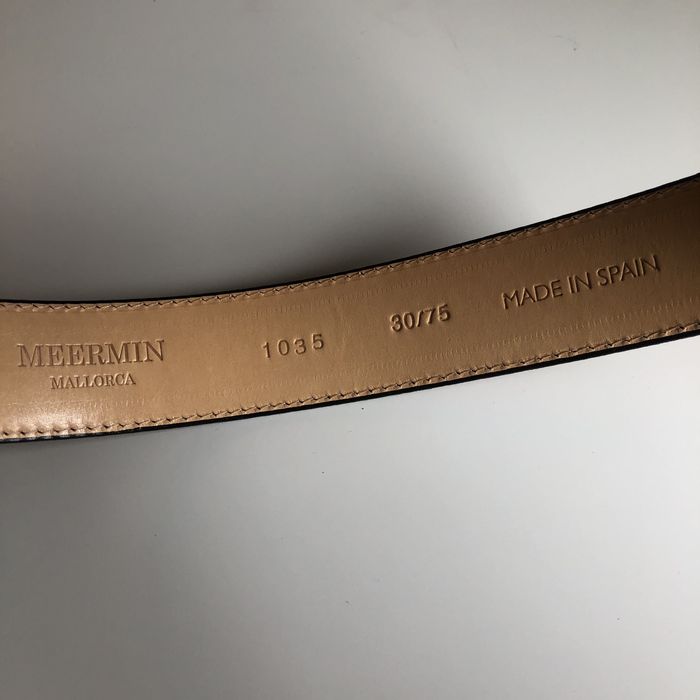 MEERMIN
MALLORCA
1035
30/75
MADE IN SPAIN